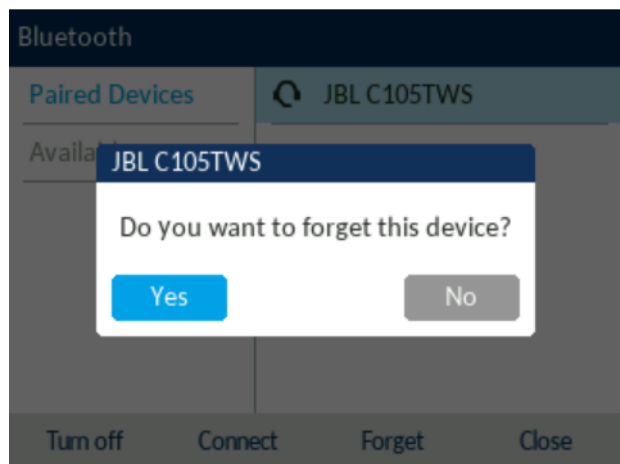 Bluetooth
Paired Devices
JBL C105TWS
Availa
JBL C105TWS
Do you want to forget this device?
Yes No
Turn off Connect Forget Close